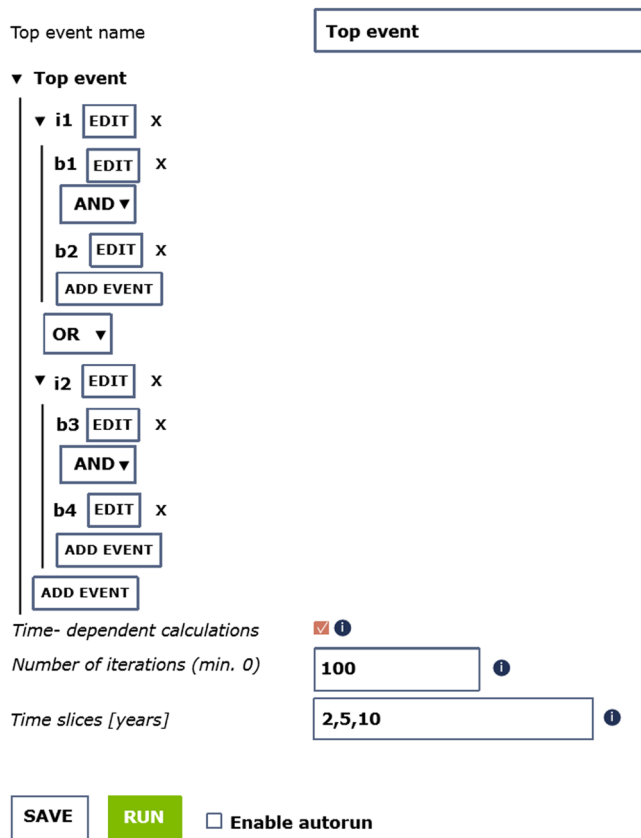 Top event name Top event
Top event
i1 EDIT X
b1 EDIT X
AND
b2 EDIT X
ADD EVENT
OR
i2 EDIT X
b3 EDIT X
AND
b4 EDIT X
ADD EVENT
ADD EVENT
Time- dependent calculations i
Number of iterations (min. 0) 100 i
Time slices [years] 2,5,10 i
SAVE RUN Enable autorun